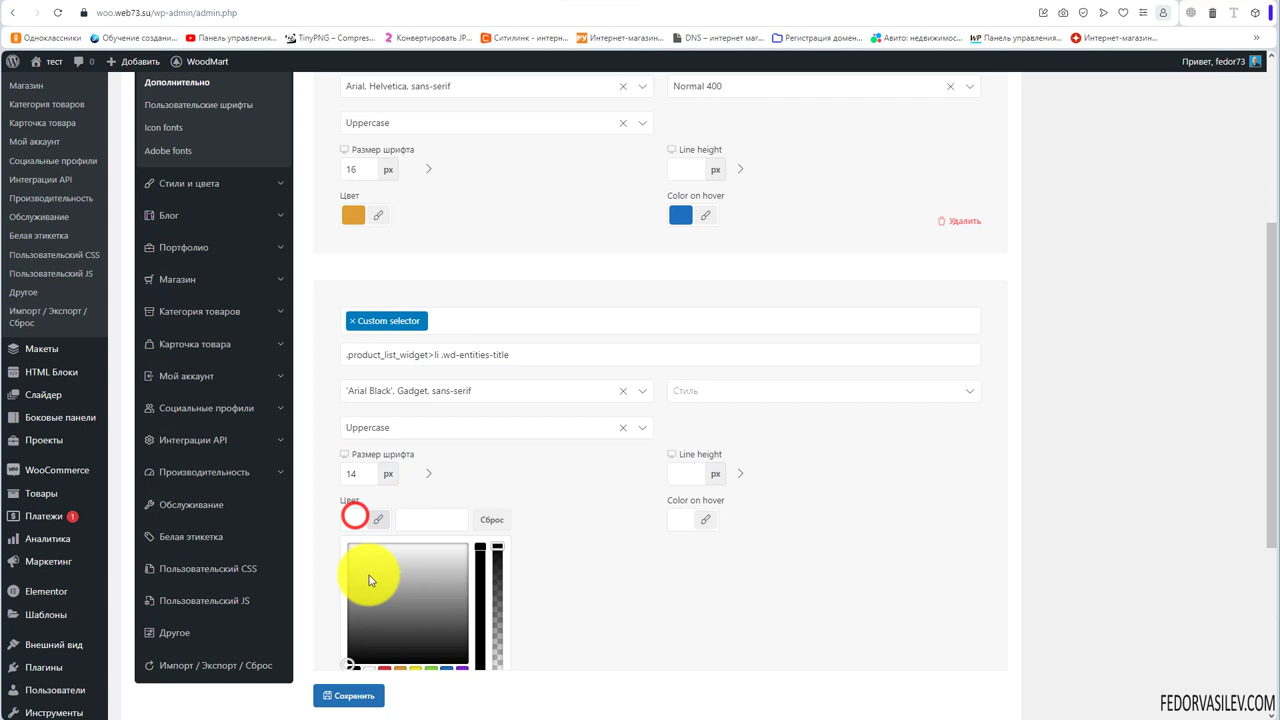 woo.web73.su/wp-admin/admin.php
Одноклассники
Обучение создани...
Панель управления...
TinyPNG – Compres...
Конвертировать JP...
Ситилинк - интерн...
Интернет-магазин...
DNS – интернет маг...
Регистрация домен...
Авито: недвижимос...
Панель управления...
Интернет-магазин...
тест
0
Добавить
WoodMart
Привет, fedor73
Магазин
Категория товаров
Карточка товара
Мой аккаунт
Социальные профили
Интеграции API
Производительность
Обслуживание
Белая этикетка
Пользовательский CSS
Пользовательский JS
Другое
Импорт / Экспорт /
Сброс
Макеты
HTML Блоки
Слайдер
Боковые панели
Проекты
WooCommerce
Товары
Платежи 1
Аналитика
Маркетинг
Elementor
Шаблоны
Внешний вид
Плагины
Пользователи
Инструменты
Дополнительно
Пользовательские шрифты
Icon fonts
Adobe fonts
Стили и цвета
Блог
Портфолио
Магазин
Категория товаров
Карточка товара
Мой аккаунт
Социальные профили
Интеграции API
Производительность
Обслуживание
Белая этикетка
Пользовательский CSS
Пользовательский JS
Другое
Импорт / Экспорт / Сброс
Arial, Helvetica, sans-serif
Normal 400
Uppercase
Размер шрифта
Line height
16 px
px
Цвет
Color on hover
Удалить
× Custom selector
.product_list_widget>li .wd-entities-title
'Arial Black', Gadget, sans-serif
Стиль
Uppercase
Размер шрифта
Line height
14 px
px
Цвет
Color on hover
Сброс
Сохранить
FEDORVASILEV.COM